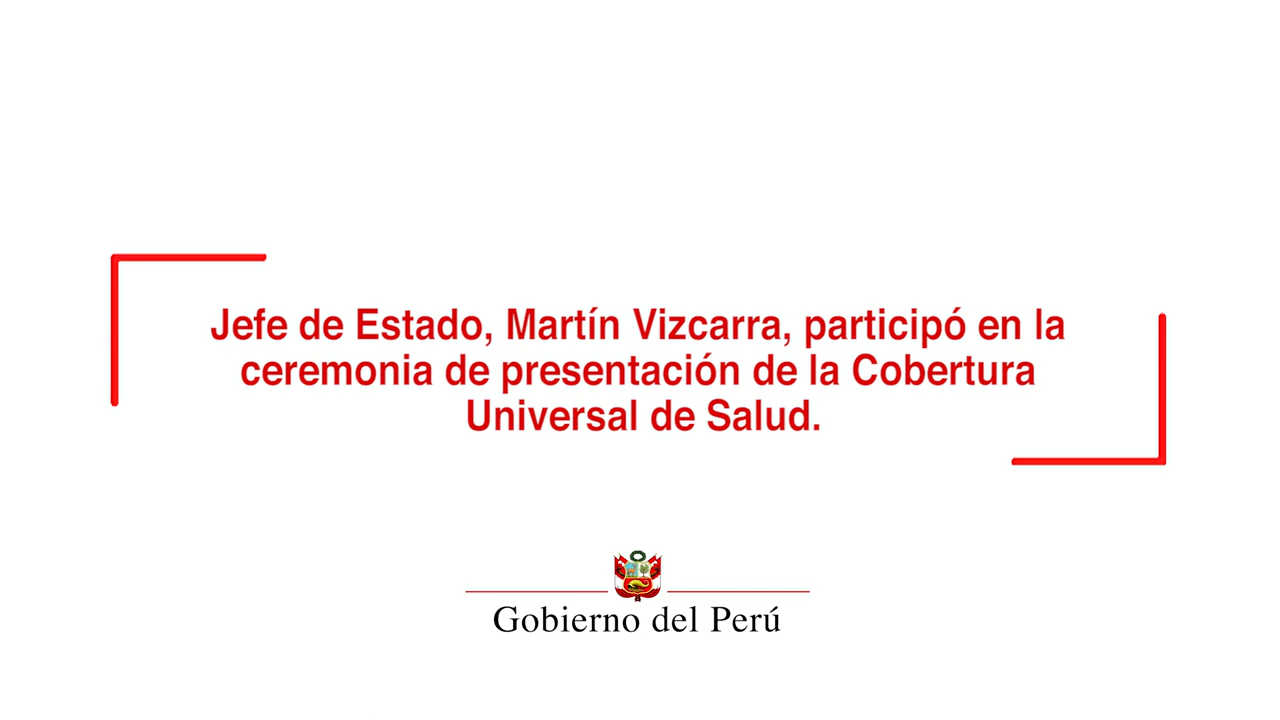 Jefe de Estado, Martín Vizcarra, participó en la
ceremonia de presentación de la Cobertura
Universal de Salud.
Gobierno del Perú